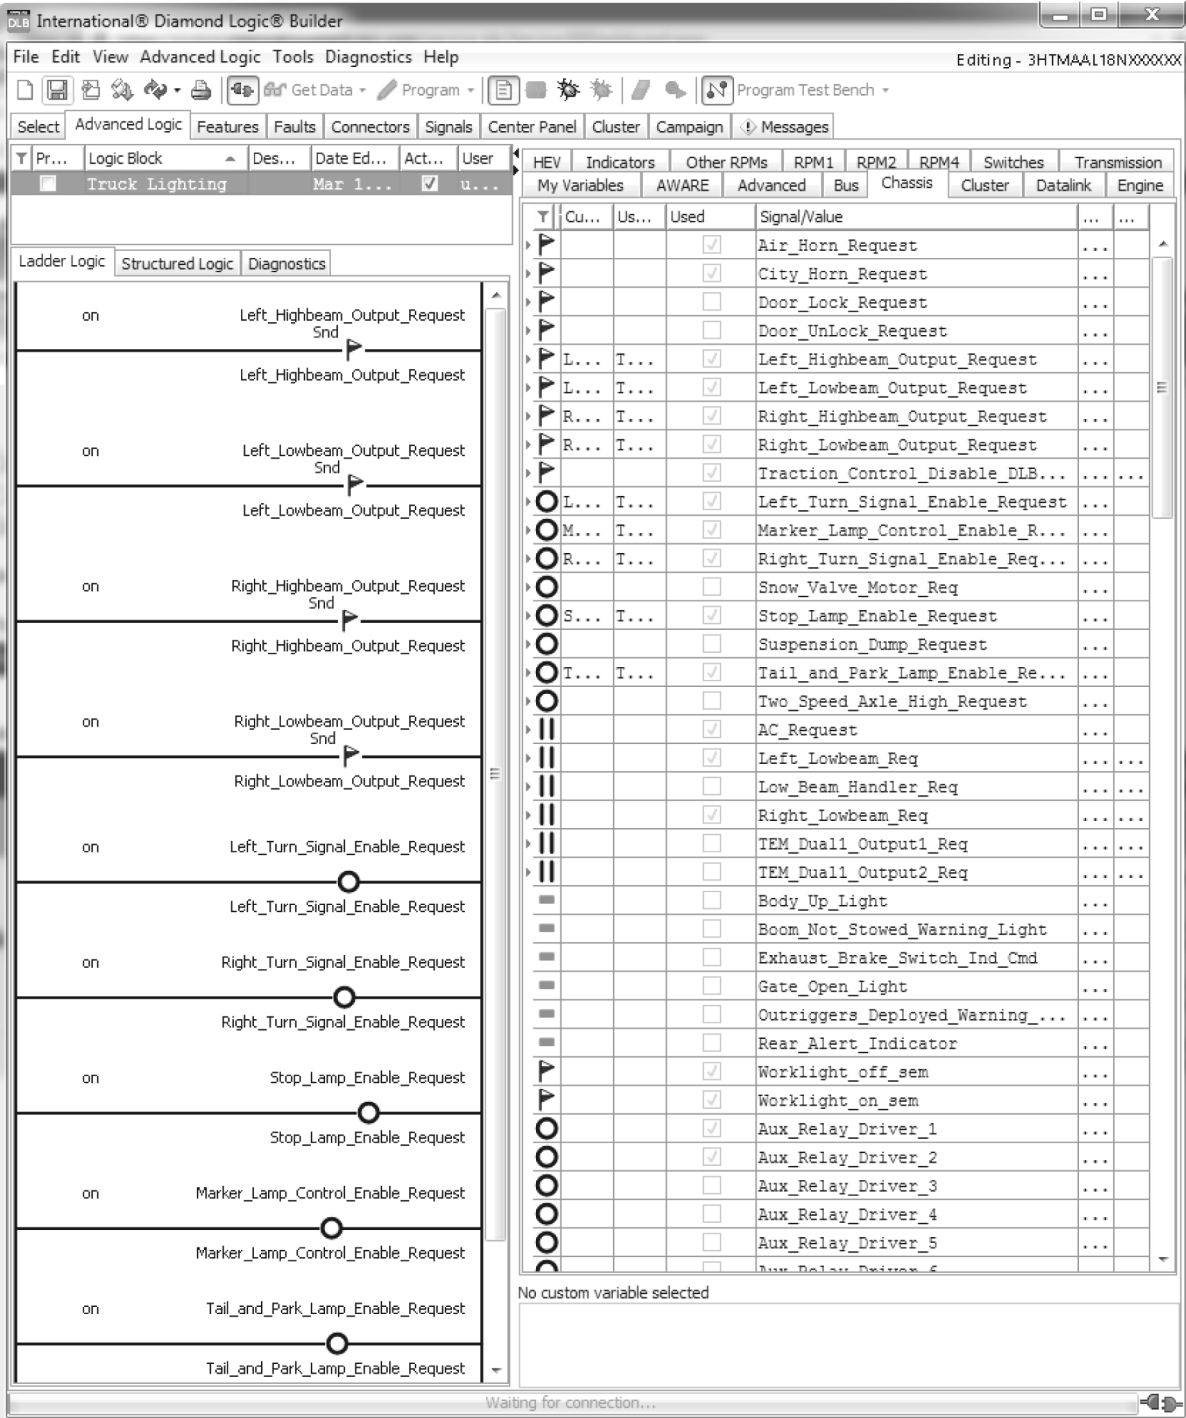 DLB International® Diamond Logic® Builder
File Edit View Advanced Logic Tools Diagnostics Help
Editing - 3HTMAAL18NXXXXXX
Get Data Program Program Test Bench
Select Advanced Logic Features Faults Connectors Signals Center Panel Cluster Campaign Messages
Pr... Logic Block Des... Date Ed... Act... User
Truck Lighting Mar 1... u...
Ladder Logic Structured Logic Diagnostics
on Left_Highbeam_Output_Request
Snd
Left_Highbeam_Output_Request
on Left_Lowbeam_Output_Request
Snd
Left_Lowbeam_Output_Request
on Right_Highbeam_Output_Request
Snd
Right_Highbeam_Output_Request
on Right_Lowbeam_Output_Request
Snd
Right_Lowbeam_Output_Request
on Left_Turn_Signal_Enable_Request
Left_Turn_Signal_Enable_Request
on Right_Turn_Signal_Enable_Request
Right_Turn_Signal_Enable_Request
on Stop_Lamp_Enable_Request
Stop_Lamp_Enable_Request
on Marker_Lamp_Control_Enable_Request
Marker_Lamp_Control_Enable_Request
on Tail_and_Park_Lamp_Enable_Request
Tail_and_Park_Lamp_Enable_Request
HEV Indicators Other RPMs RPM1 RPM2 RPM4 Switches Transmission
My Variables AWARE Advanced Bus Chassis Cluster Datalink Engine
Cu... Us... Used Signal/Value ... ...
Air_Horn_Request ...
City_Horn_Request ...
Door_Lock_Request ...
Door_UnLock_Request ...
L... T... Left_Highbeam_Output_Request ...
L... T... Left_Lowbeam_Output_Request ...
R... T... Right_Highbeam_Output_Request ...
R... T... Right_Lowbeam_Output_Request ...
Traction_Control_Disable_DLB... ... ...
L... T... Left_Turn_Signal_Enable_Request ...
M... T... Marker_Lamp_Control_Enable_R... ...
R... T... Right_Turn_Signal_Enable_Req... ...
Snow_Valve_Motor_Req ...
S... T... Stop_Lamp_Enable_Request ...
Suspension_Dump_Request ...
T... T... Tail_and_Park_Lamp_Enable_Re... ...
Two_Speed_Axle_High_Request ...
AC_Request ...
Left_Lowbeam_Req ... ...
Low_Beam_Handler_Req ... ...
Right_Lowbeam_Req ... ...
TEM_Dual1_Output1_Req ... ...
TEM_Dual1_Output2_Req ... ...
Body_Up_Light ...
Boom_Not_Stowed_Warning_Light ...
Exhaust_Brake_Switch_Ind_Cmd ...
Gate_Open_Light ...
Outriggers_Deployed_Warning_... ...
Rear_Alert_Indicator ...
Worklight_off_sem ...
Worklight_on_sem ...
Aux_Relay_Driver_1 ...
Aux_Relay_Driver_2 ...
Aux_Relay_Driver_3 ...
Aux_Relay_Driver_4 ...
Aux_Relay_Driver_5 ...
Aux_Relay_Driver_6
No custom variable selected
Waiting for connection...